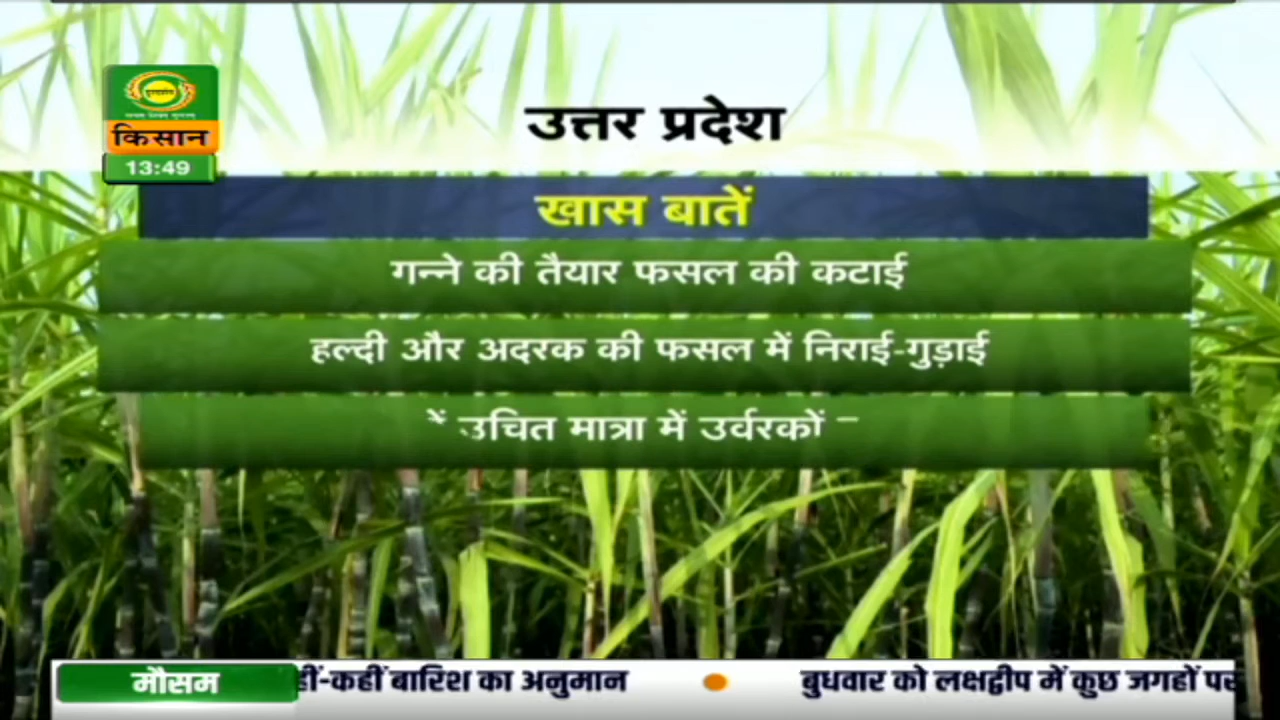 किसान
13:49
उत्तर प्रदेश
खास बातें
गन्ने की तैयार फसल की कटाई
हल्दी और अदरक की फसल में निराई-गुड़ाई
उचित मात्रा में उर्वरकों
मौसम
हीं-कहीं बारिश का अनुमान
बुधवार को लक्षद्वीप में कुछ जगहों पर